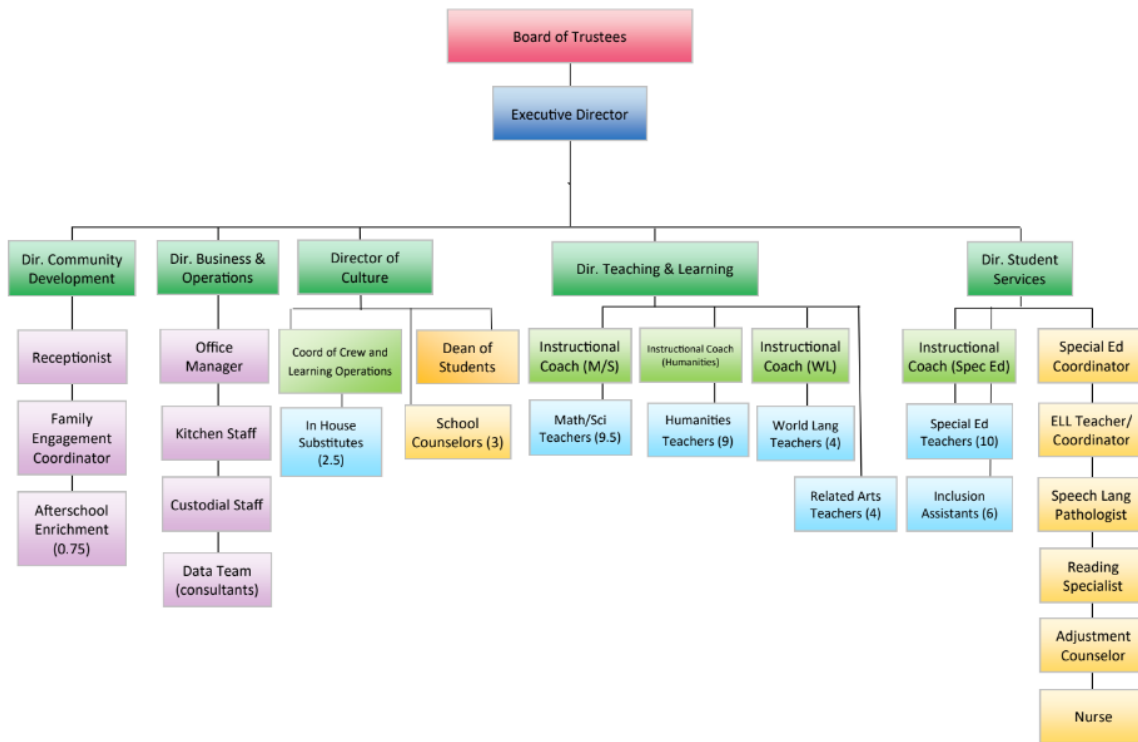 Board of Trustees
Executive Director
Dir. Community
Development
Dir. Business &
Operations
Director of
Culture
Dir. Teaching & Learning
Dir. Student
Services
Receptionist
Family
Engagement
Coordinator
Afterschool
Enrichment
(0.75)
Office
Manager
Kitchen Staff
Custodial Staff
Data Team
(consultants)
Coord of Crew and
Learning Operations
In House
Substitutes
(2.5)
Dean of
Students
School
Counselors (3)
Instructional
Coach (M/S)
Math/Sci
Teachers (9.5)
Instructional Coach
(Humanities)
Humanities
Teachers (9)
Instructional
Coach (WL)
World Lang
Teachers (4)
Related Arts
Teachers (4)
Instructional
Coach (Spec Ed)
Special Ed
Teachers (10)
Inclusion
Assistants (6)
Special Ed
Coordinator
ELL Teacher/
Coordinator
Speech Lang
Pathologist
Reading
Specialist
Adjustment
Counselor
Nurse